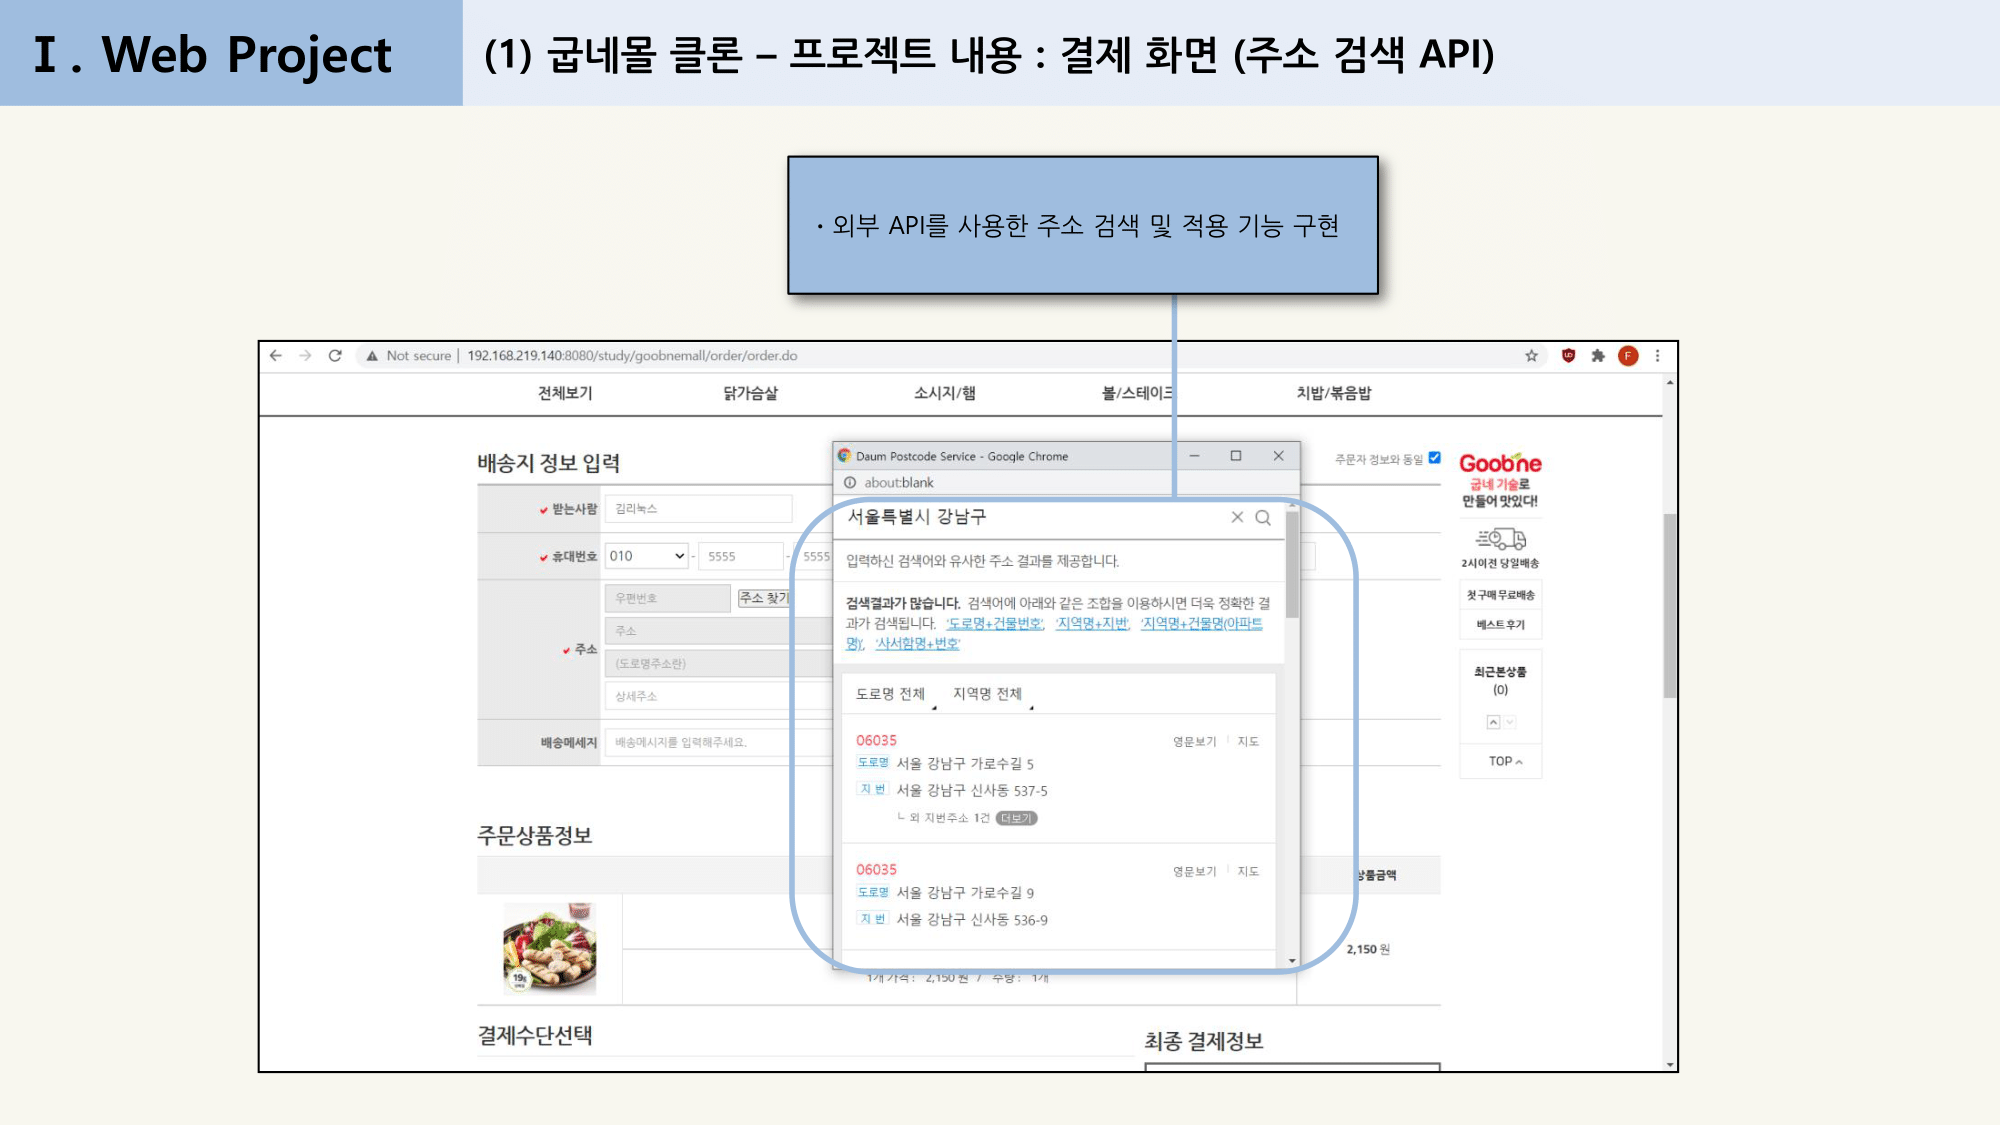 Ⅰ. Web Project
(1) 굽네몰 클론 – 프로젝트 내용 : 결제 화면 (주소 검색 API)
· 외부 API를 사용한 주소 검색 및 적용 기능 구현
Not secure | 192.168.219.140:8080/study/goobnemall/order/order.do
F
전체보기 닭가슴살 소시지/햄 볼/스테이크 치밥/볶음밥
배송지 정보 입력
주문자 정보와 동일
받는사람 김리눅스
휴대번호 010 - 5555 - 5555
우편번호 주소 찾기
주소
주소
(도로명주소란)
상세주소
배송메세지 배송메시지를 입력해주세요.
Daum Postcode Service - Google Chrome
about:blank
서울특별시 강남구
입력하신 검색어와 유사한 주소 결과를 제공합니다.
검색결과가 많습니다. 검색어에 아래와 같은 조합을 이용하시면 더욱 정확한 결
과가 검색됩니다. '도로명+건물번호', '지역명+지번', '지역명+건물명(아파트
명)', '사서함명+번호'
도로명 전체 지역명 전체
06035 영문보기 지도
도로명 서울 강남구 가로수길 5
지번 서울 강남구 신사동 537-5
└ 외 지번주소 1건 더보기
06035 영문보기 지도
도로명 서울 강남구 가로수길 9
지번 서울 강남구 신사동 536-9
Goobne
굽네 기술로
만들어 맛있다!
2시이전 당일배송
첫구매 무료배송
베스트 후기
최근본상품
(0)
TOP
주문상품정보
상품금액
19g
2,150 원
1개 가격 : 2,150 원 / 수량 : 1개
결제수단선택
최종 결제정보